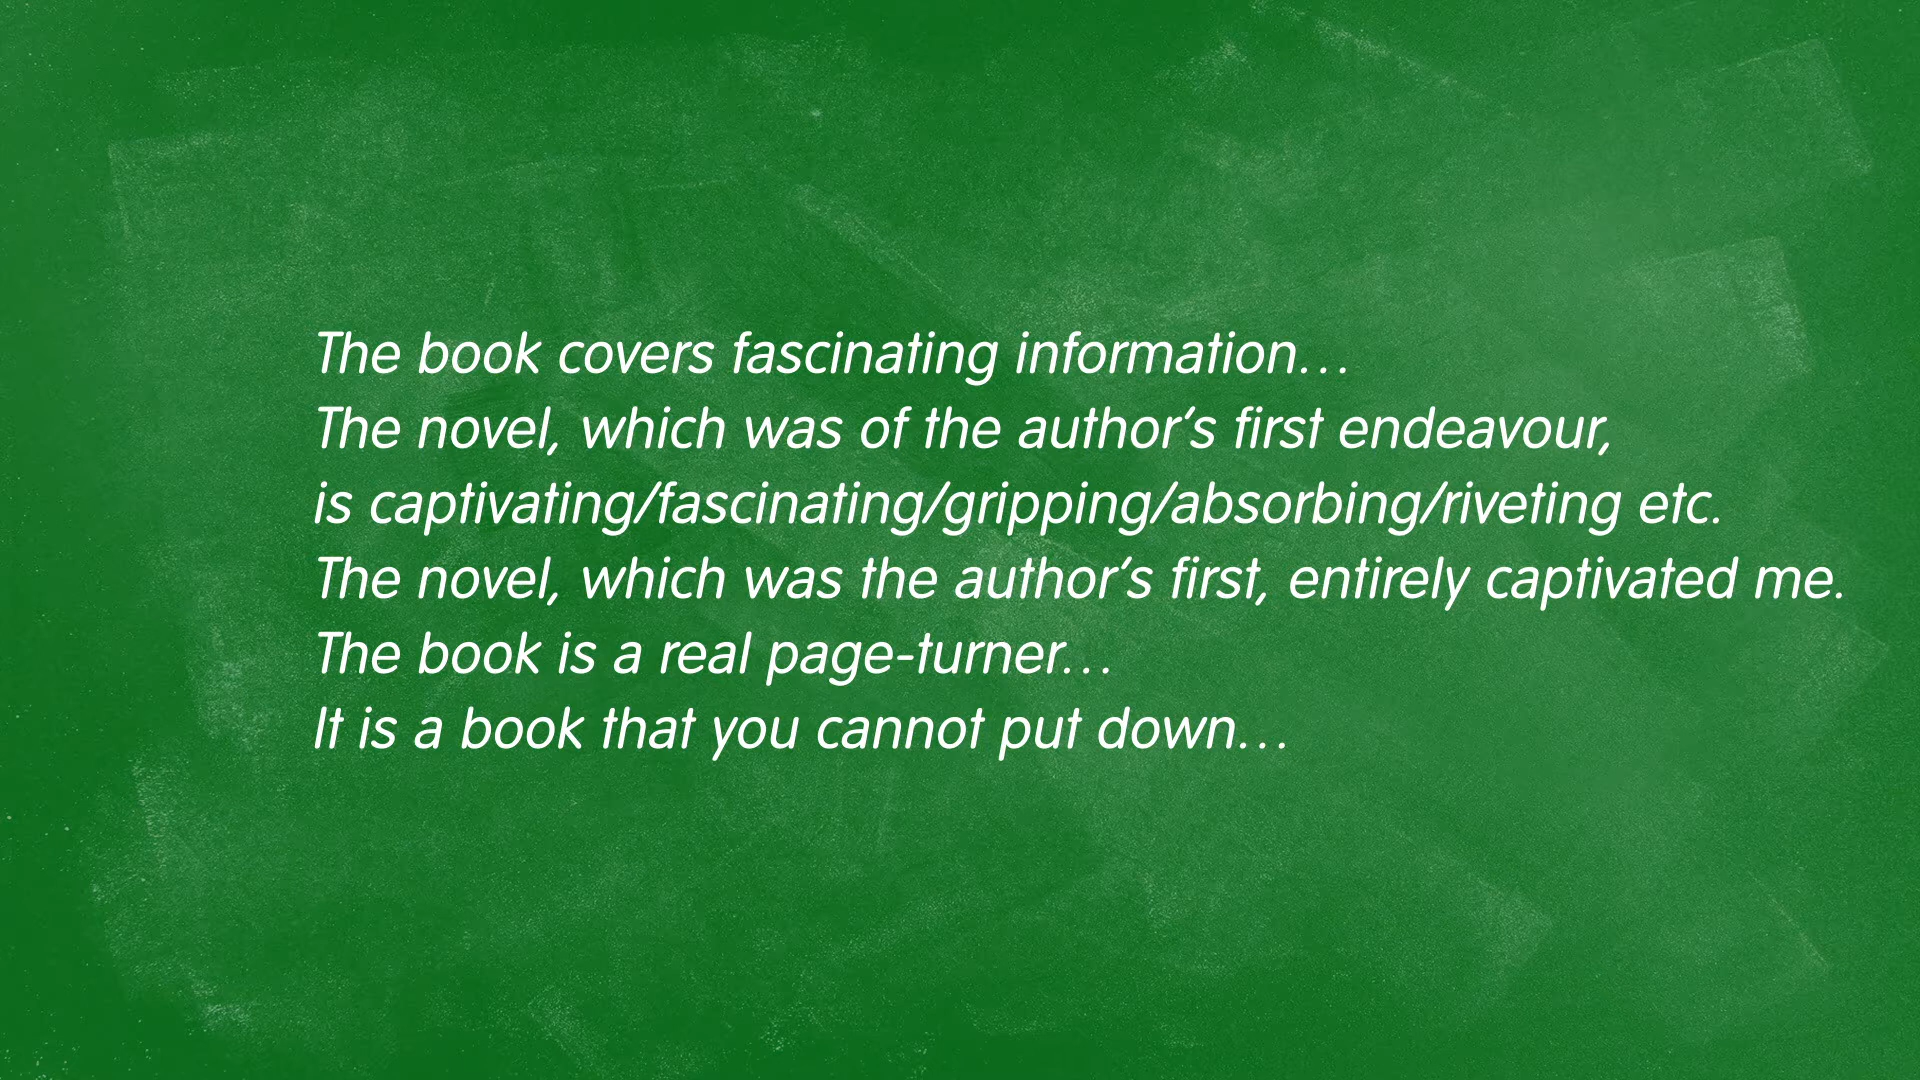 The book covers fascinating information…
The novel, which was of the author’s first endeavour,
is captivating/fascinating/gripping/absorbing/riveting etc.
The novel, which was the author’s first, entirely captivated me.
The book is a real page-turner…
It is a book that you cannot put down…